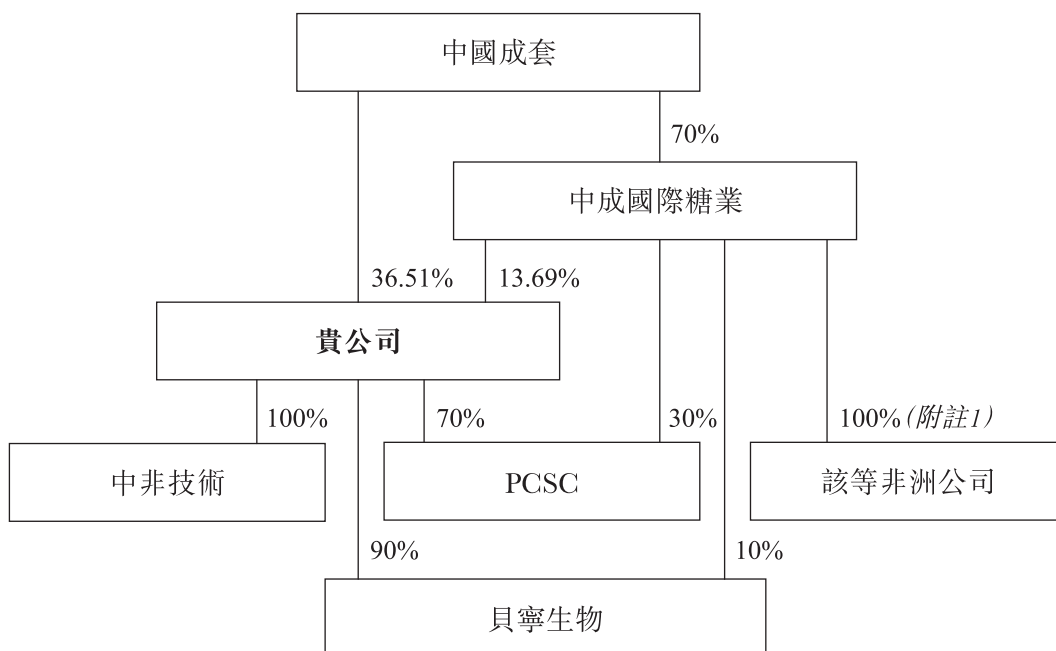 中國成套
70%
中成國際糖業
36.51%
13.69%
貴公司
100%
70%
30%
100%(附註1)
中非技術
PCSC
該等非洲公司
90%
10%
貝寧生物